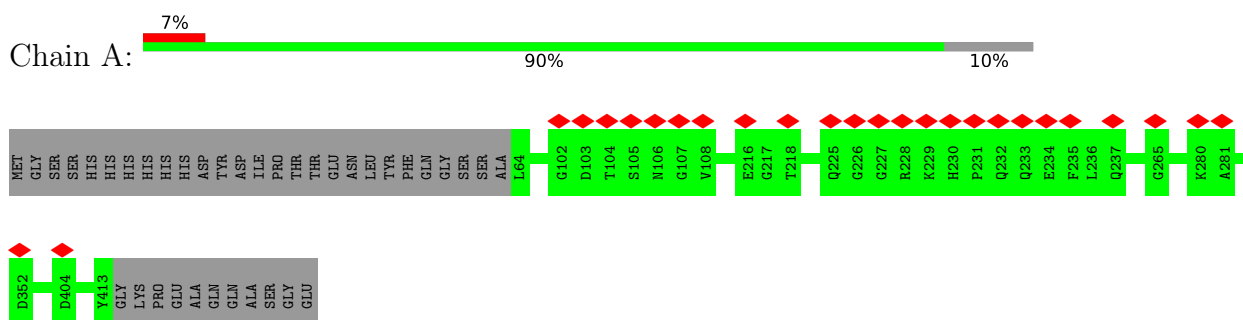 7%
Chain A:
90% 10%
MET GLY SER SER HIS HIS HIS HIS HIS HIS ASP TYR ASP ILE PRO THR THR GLU ASN LEU TYR PHE GLN GLY SER SER ALA L64 G102 D103 T104 S105 N106 G107 V108 E216 G217 T218 Q225 G226 G227 R228 K229 H230 P231 Q232 Q233 E234 F235 L236 Q237 G265 K280 A281
D352 D404 Y413 GLY LYS PRO GLU ALA GLN GLN ALA SER GLY GLU